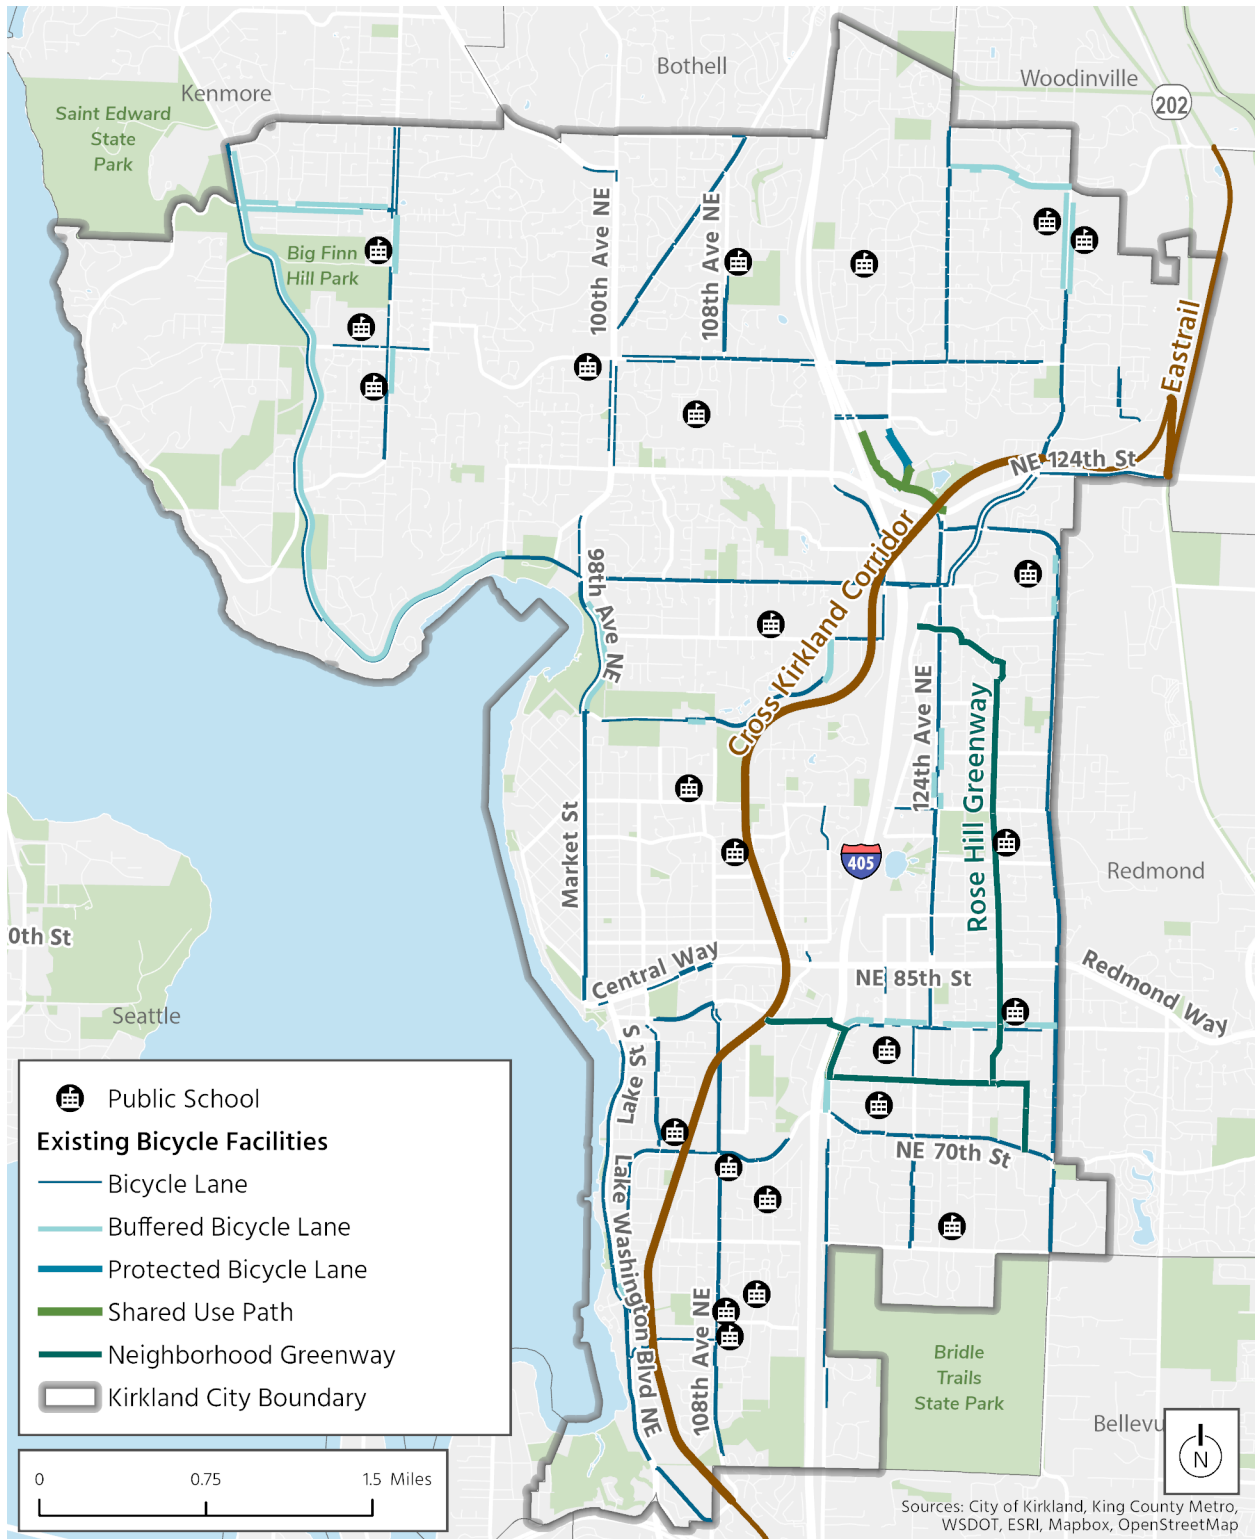 Bothell
Woodinville
Kenmore
202
Saint Edward
State
Park
Big Finn
Hill Park
100th Ave NE
108th Ave NE
Eastrail
NE 124th St
98th Ave NE
Cross Kirkland Corridor
124th Ave NE
Rose Hill Greenway
Market St
405
Redmond
0th St
Central Way
NE 85th St
Redmond Way
Seattle
Lake St S
NE 70th St
Lake Washington Blvd NE
108th Ave NE
Bridle
Trails
State Park
Bellevu
Public School
Existing Bicycle Facilities
Bicycle Lane
Buffered Bicycle Lane
Protected Bicycle Lane
Shared Use Path
Neighborhood Greenway
Kirkland City Boundary
0 0.75 1.5 Miles
N
Sources: City of Kirkland, King County Metro,
WSDOT, ESRI, Mapbox, OpenStreetMap